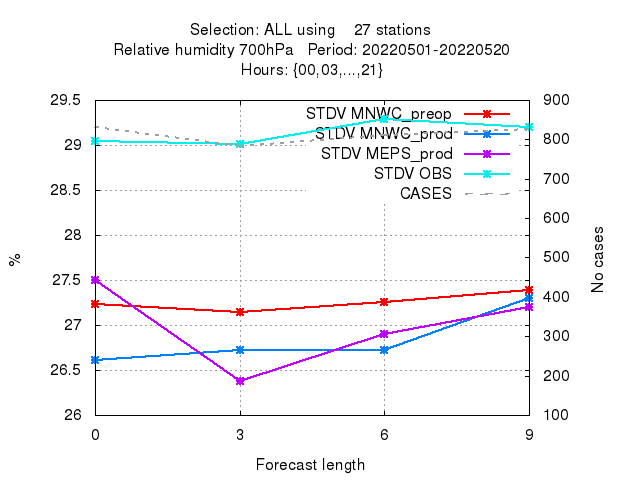 Selection: ALL using    27 stations
Relative humidity 700hPa   Period: 20220501-20220520
Hours: {00,03,...,21}
STDV MNWC_preop
STDV MNWC_prod
STDV MEPS_prod
STDV OBS
CASES
29.5
29
28.5
28
27.5
27
26.5
26
%
900
800
700
600
500
400
300
200
100
No cases
0 3 6 9
Forecast length